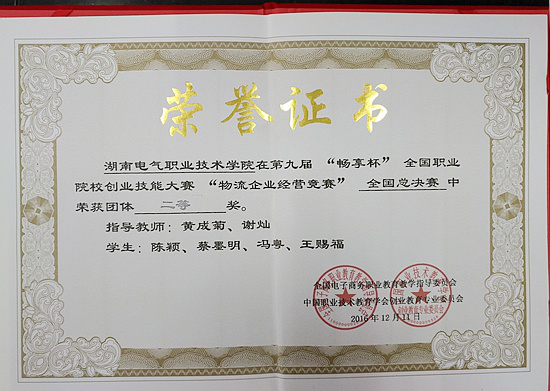 荣誉证书
湖南电气职业技术学院在第九届 “畅享杯” 全国职业
院校创业技能大赛 “物流企业经营竞赛” 全国总决赛 中
荣获团体 二等 奖。
指导教师：黄成菊、谢灿
学生：陈颖、蔡墨明、冯粤、王赐福
全国电子商务职业教育教学指导委员会
中国职业技术教育学会创业教育专业委员会
2016年12月11日